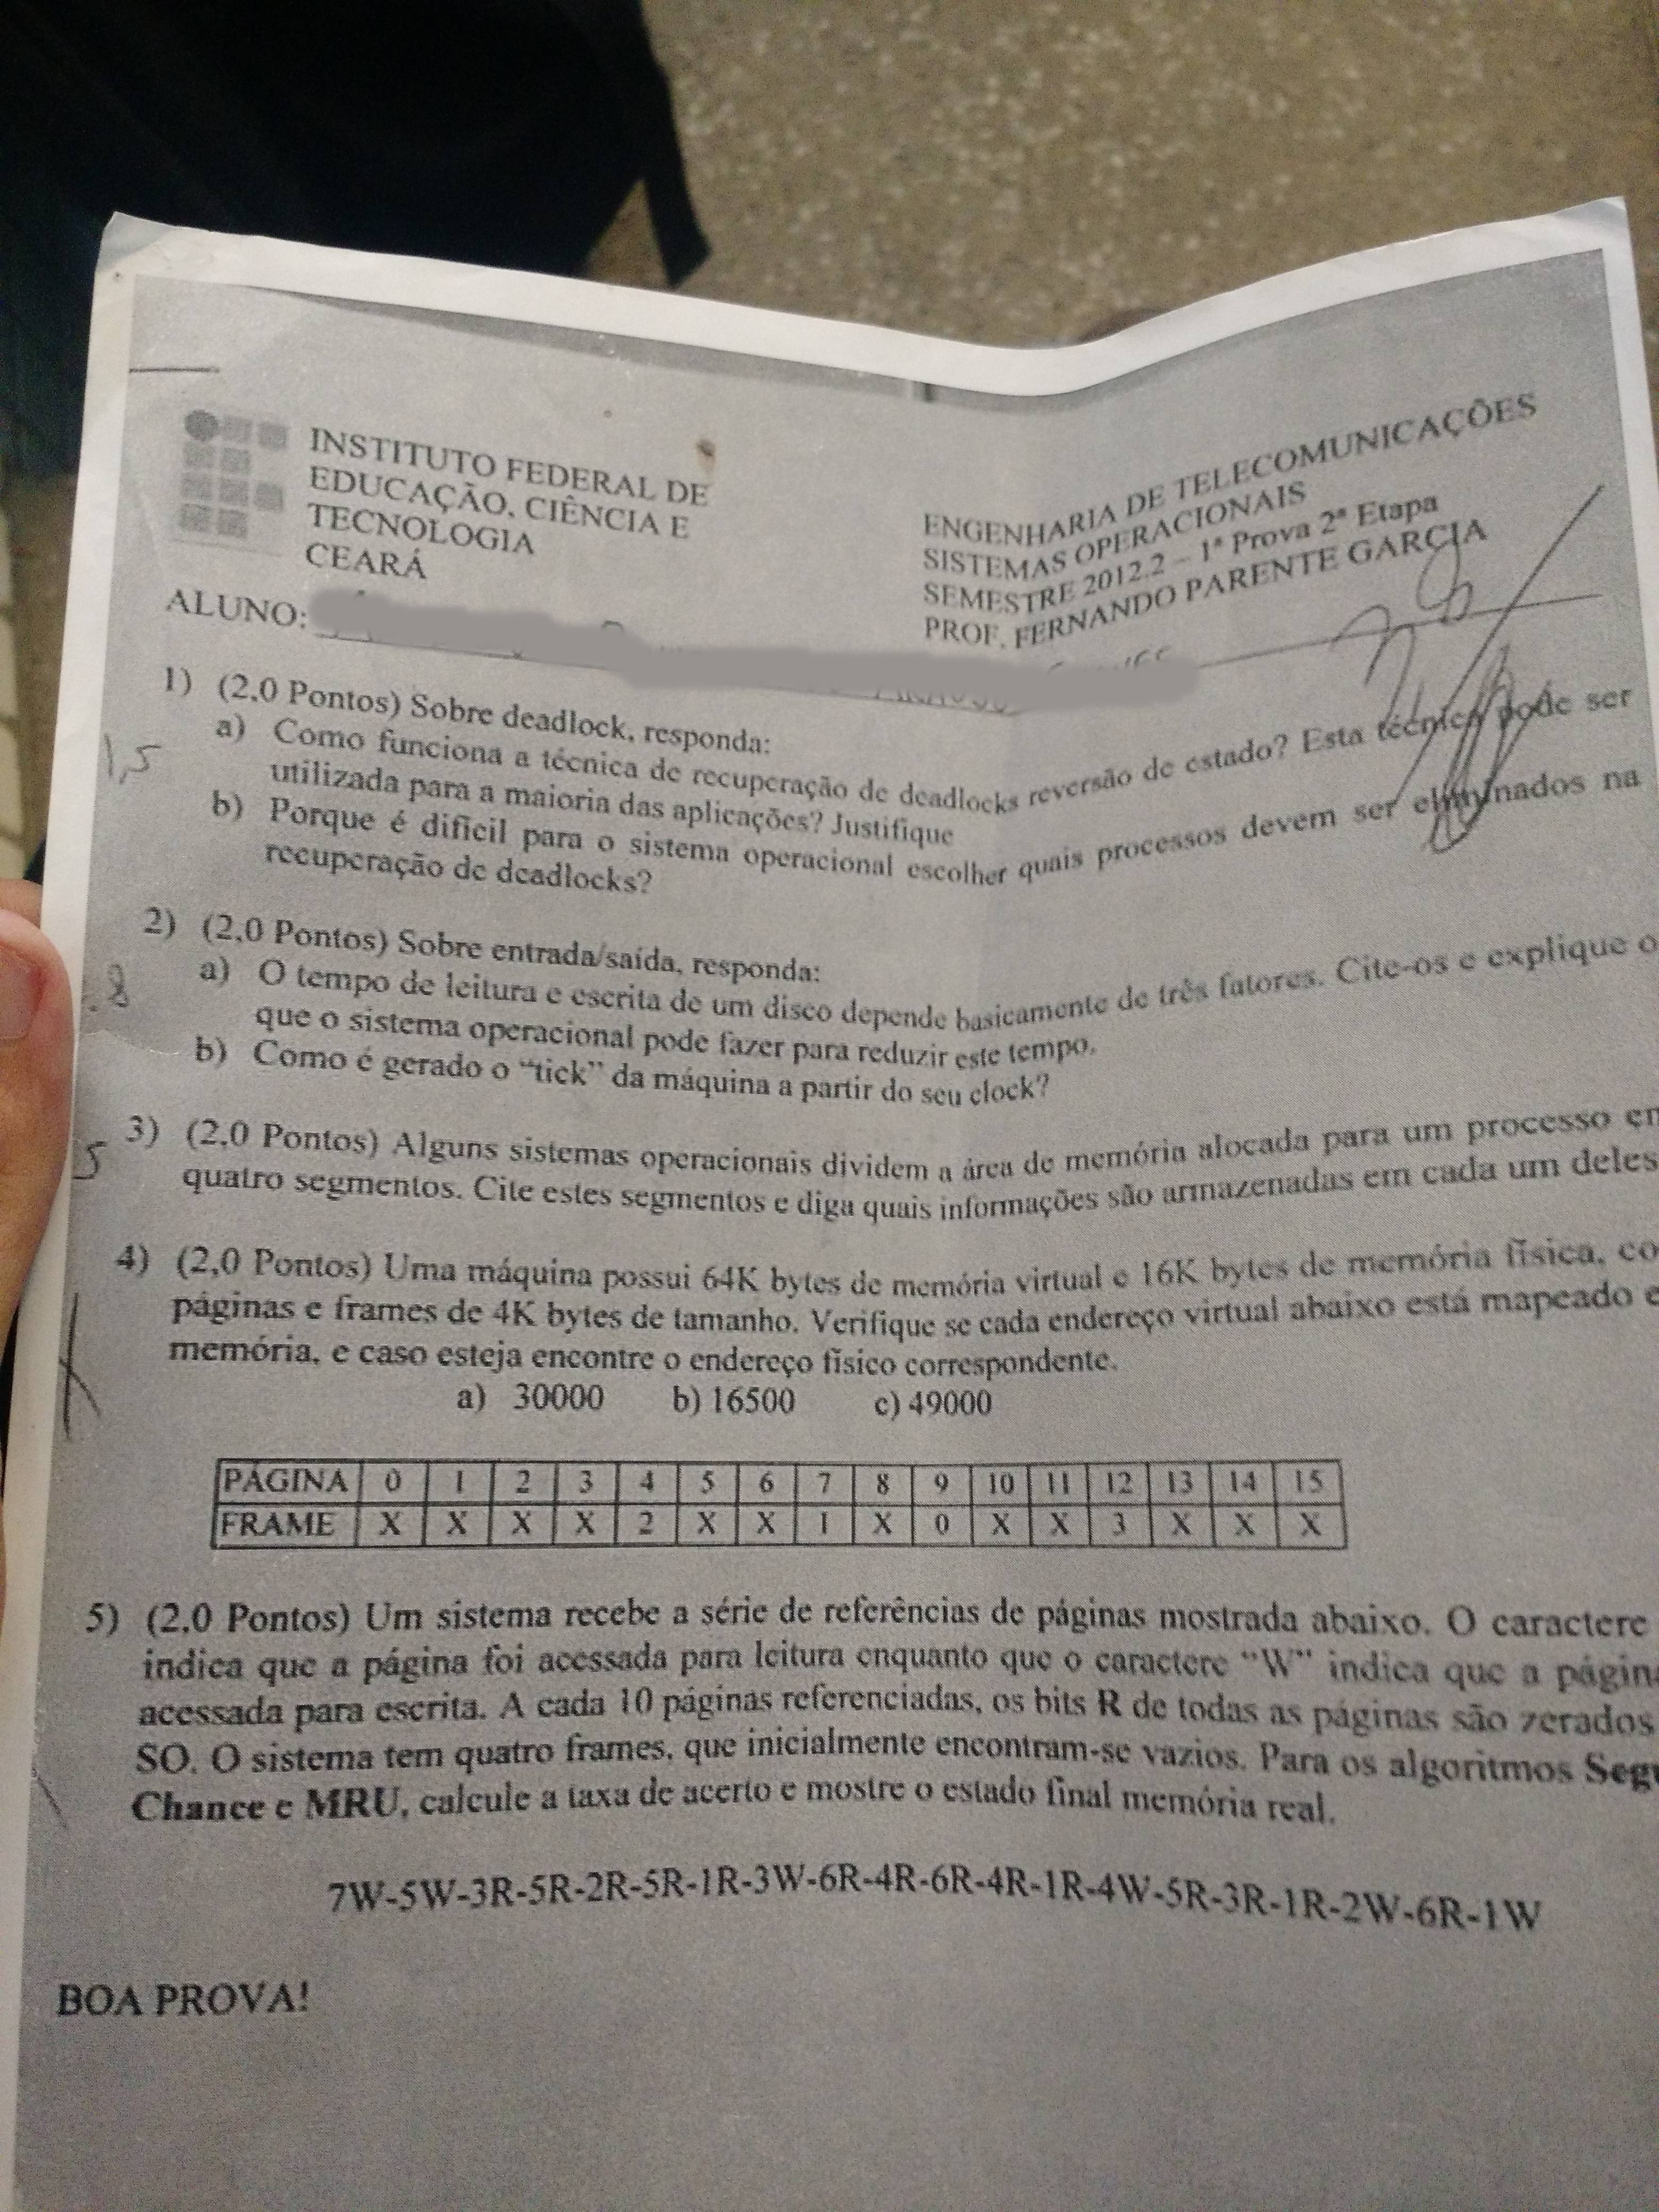 INSTITUTO FEDERAL DE
EDUCAÇÃO, CIÊNCIA E
TECNOLOGIA
CEARÁ
ENGENHARIA DE TELECOMUNICAÇÕES
SISTEMAS OPERACIONAIS
SEMESTRE 2012.2 – 1ª Prova 2ª Etapa
PROF. FERNANDO PARENTE GARCIA
ALUNO:
1) (2,0 Pontos) Sobre deadlock, responda:
1,5
a) Como funciona a técnica de recuperação de deadlocks reversão de estado? Esta técnica pode ser
utilizada para a maioria das aplicações? Justifique
b) Porque é difícil para o sistema operacional escolher quais processos devem ser eliminados na
recuperação de deadlocks?
2) (2,0 Pontos) Sobre entrada/saída, responda:
.8
a) O tempo de leitura e escrita de um disco depende basicamente de três fatores. Cite-os e explique o
que o sistema operacional pode fazer para reduzir este tempo.
b) Como é gerado o “tick” da máquina a partir do seu clock?
5
3) (2,0 Pontos) Alguns sistemas operacionais dividem a área de memória alocada para um processo em
quatro segmentos. Cite estes segmentos e diga quais informações são armazenadas em cada um deles
4) (2,0 Pontos) Uma máquina possui 64K bytes de memória virtual e 16K bytes de memória física, co
páginas e frames de 4K bytes de tamanho. Verifique se cada endereço virtual abaixo está mapeado e
memória, e caso esteja encontre o endereço físico correspondente.
a) 30000 b) 16500 c) 49000
PÁGINA 0 1 2 3 4 5 6 7 8 9 10 11 12 13 14 15
FRAME X X X X 2 X X 1 X 0 X X 3 X X X
5) (2,0 Pontos) Um sistema recebe a série de referências de páginas mostrada abaixo. O caractere
indica que a página foi acessada para leitura enquanto que o caractere “W” indica que a página
acessada para escrita. A cada 10 páginas referenciadas, os bits R de todas as páginas são zerados
SO. O sistema tem quatro frames, que inicialmente encontram-se vazios. Para os algoritmos Segu
Chance e MRU, calcule a taxa de acerto e mostre o estado final memória real.
7W-5W-3R-5R-2R-5R-1R-3W-6R-4R-6R-4R-1R-4W-5R-3R-1R-2W-6R-1W
BOA PROVA!